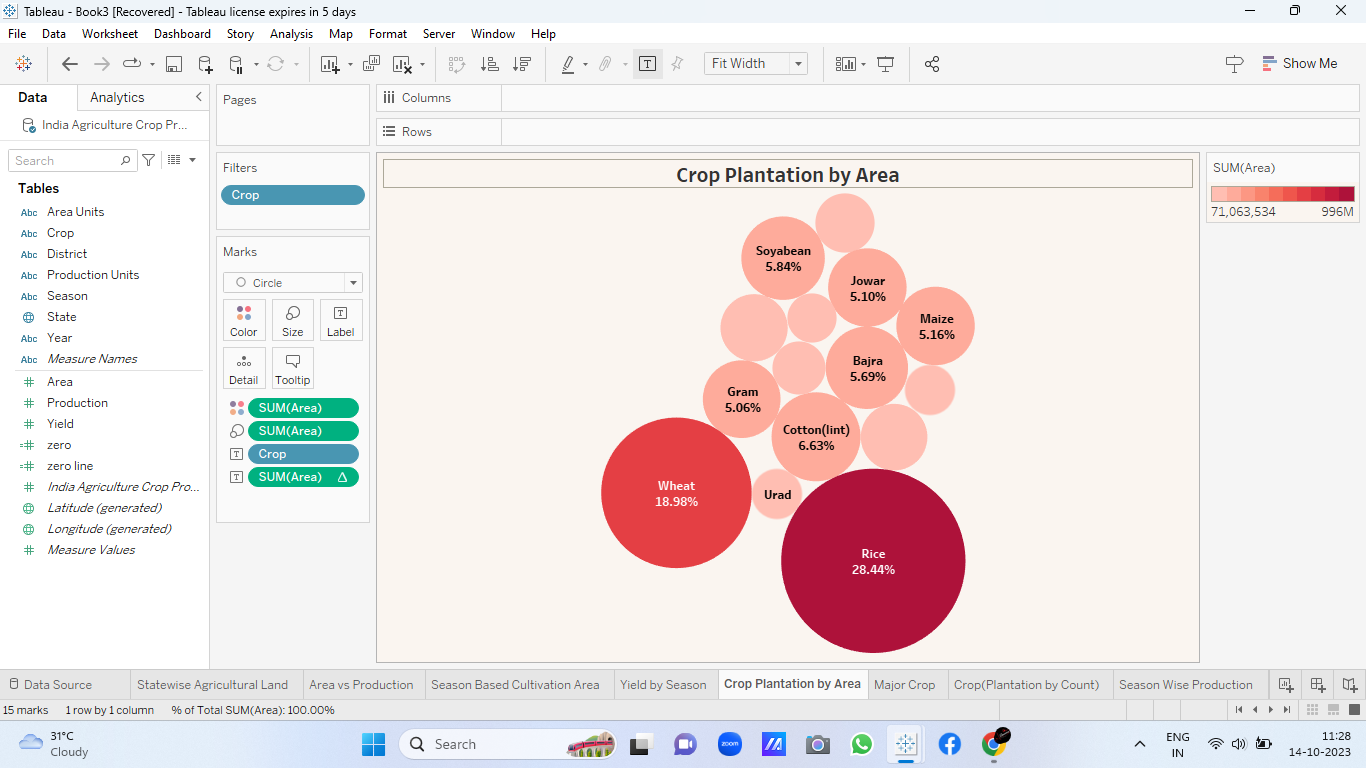 Tableau - Book3 [Recovered] - Tableau license expires in 5 days
File Data Worksheet Dashboard Story Analysis Map Format Server Window Help
Fit Width
Show Me
Data Analytics
India Agriculture Crop Pr...
Search
Tables
Abc Area Units
Abc Crop
Abc District
Abc Production Units
Abc Season
State
Abc Year
Abc Measure Names
Area
Production
Yield
zero
zero line
India Agriculture Crop Pro...
Latitude (generated)
Longitude (generated)
Measure Values
Pages
Filters
Crop
Marks
Circle
Color Size Label
Detail Tooltip
SUM(Area)
SUM(Area)
Crop
SUM(Area)
Columns
Rows
Crop Plantation by Area
Soyabean
5.84%
Jowar
5.10%
Maize
5.16%
Bajra
5.69%
Gram
5.06%
Cotton(lint)
6.63%
Wheat
18.98%
Urad
Rice
28.44%
SUM(Area)
71,063,534 996M
Data Source Statewise Agricultural Land Area vs Production Season Based Cultivation Area Yield by Season Crop Plantation by Area Major Crop Crop(Plantation by Count) Season Wise Production
15 marks 1 row by 1 column % of Total SUM(Area): 100.00%
31°C
Cloudy
Search
zoom
ENG
IN
11:28
14-10-2023